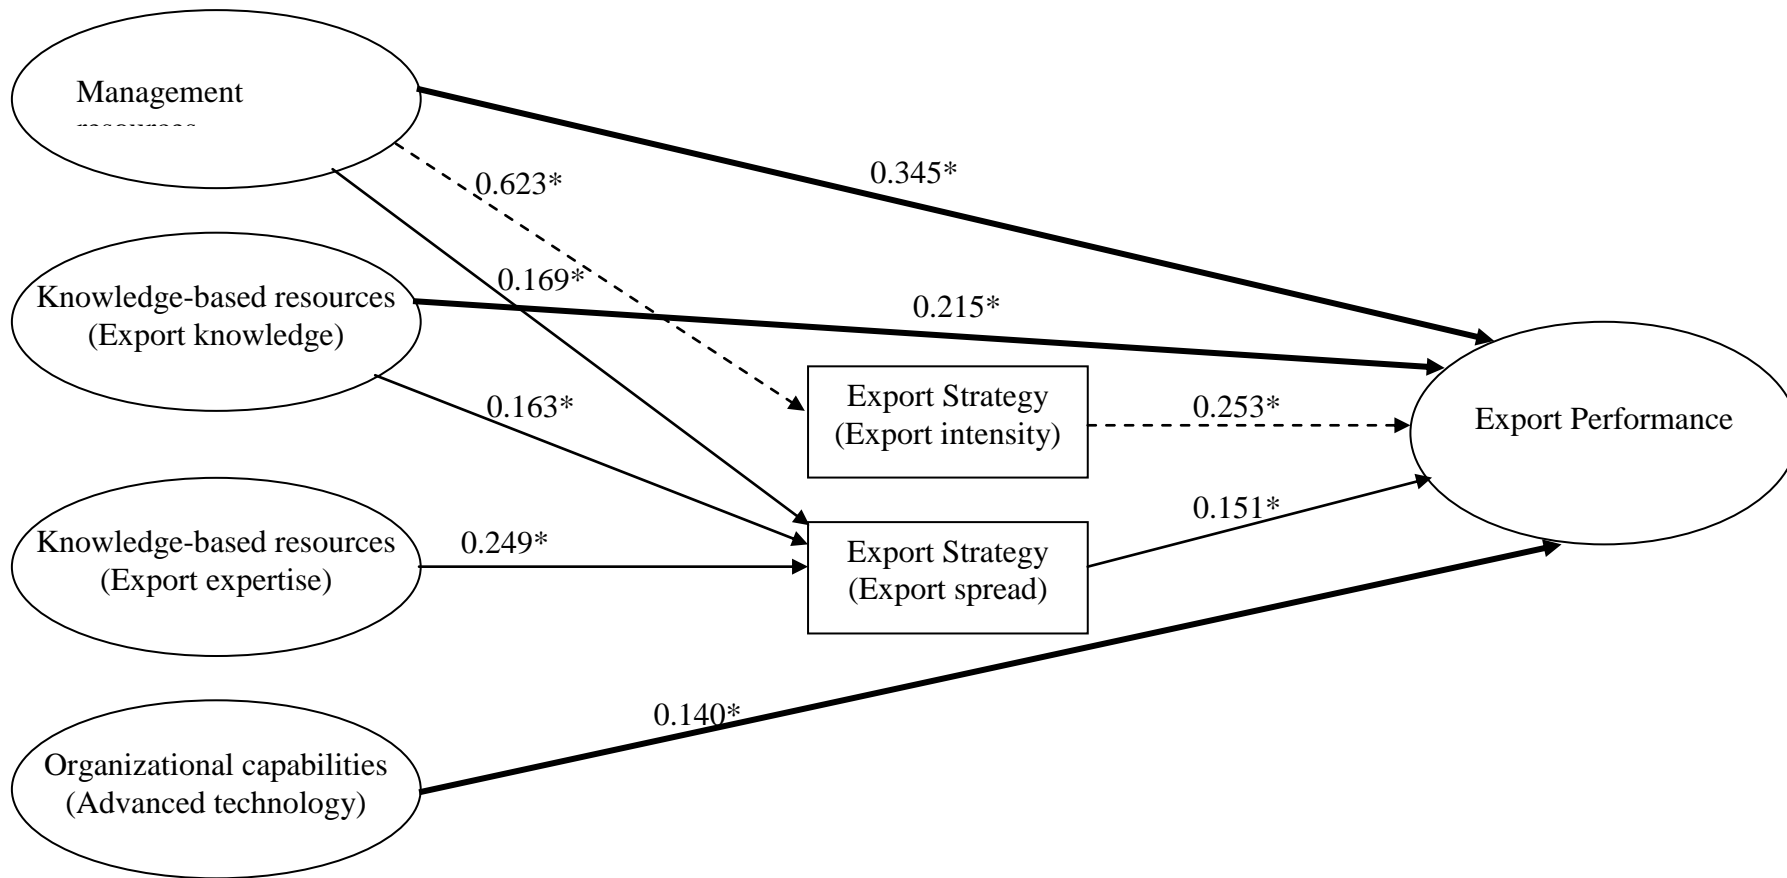 Management
0.345*
0.623*
0.169*
Knowledge-based resources
(Export knowledge)
0.215*
0.163*
Export Strategy
(Export intensity)
0.253*
Export Performance
Knowledge-based resources
(Export expertise)
0.249*
Export Strategy
(Export spread)
0.151*
0.140*
Organizational capabilities
(Advanced technology)